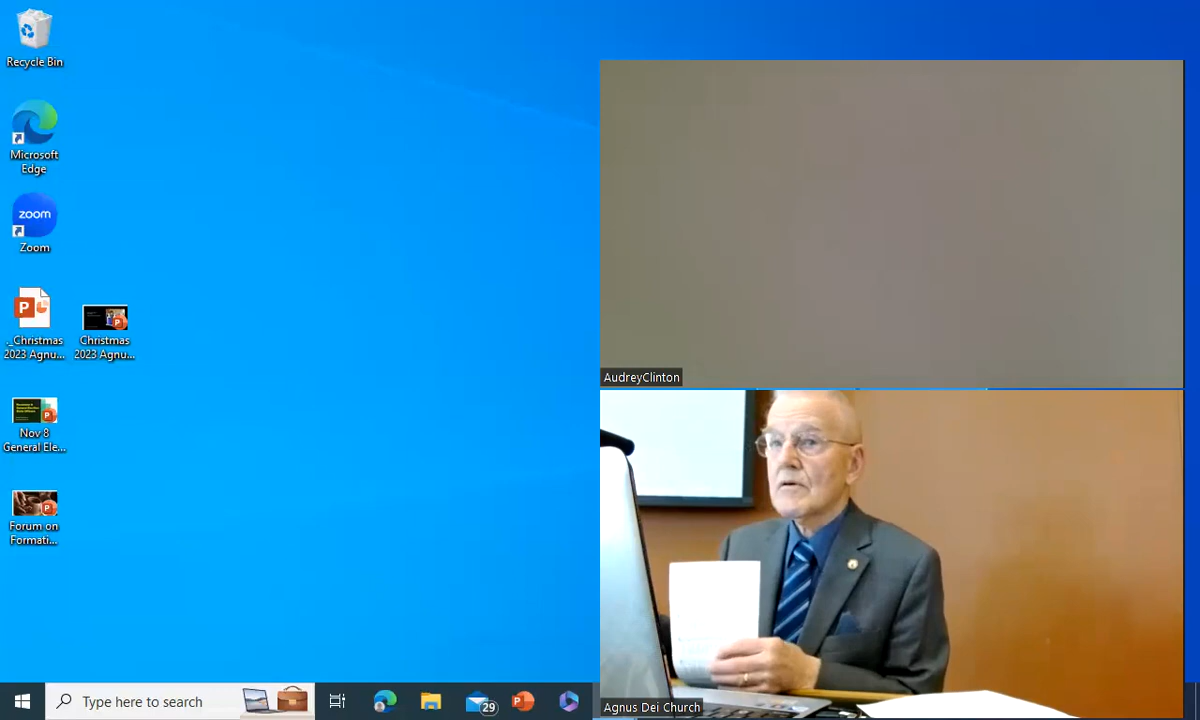 Recycle Bin
Microsoft
Edge
zoom
Zoom
P
._Christmas
2023 Agnu...
Christmas
2023 Agnu...
Nov 8
General Ele...
Forum on
Formati...
AudreyClinton
Agnus Dei Church
Type here to search
29
P